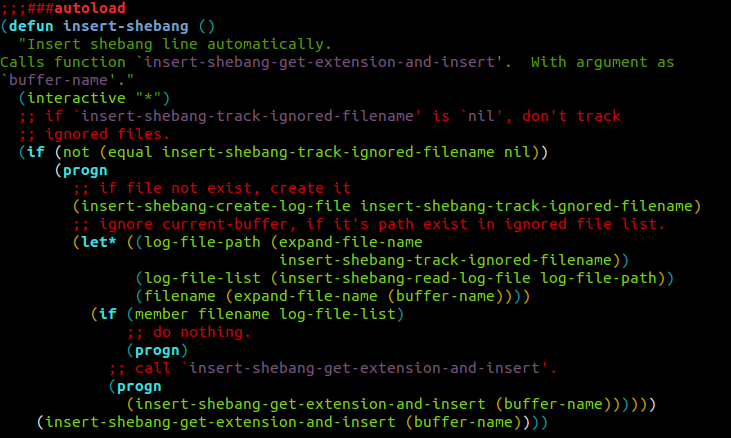 ;;;###autoload
(defun insert-shebang ()
  "Insert shebang line automatically.
Calls function `insert-shebang-get-extension-and-insert'.  With argument as
`buffer-name'."
  (interactive "*")
  ;; if `insert-shebang-track-ignored-filename' is `nil', don't track
  ;; ignored files.
  (if (not (equal insert-shebang-track-ignored-filename nil))
      (progn
        ;; if file not exist, create it
        (insert-shebang-create-log-file insert-shebang-track-ignored-filename)
        ;; ignore current-buffer, if it's path exist in ignored file list.
        (let* ((log-file-path (expand-file-name
                               insert-shebang-track-ignored-filename))
               (log-file-list (insert-shebang-read-log-file log-file-path))
               (filename (expand-file-name (buffer-name))))
          (if (member filename log-file-list)
              ;; do nothing.
              (progn)
            ;; call `insert-shebang-get-extension-and-insert'.
            (progn
              (insert-shebang-get-extension-and-insert (buffer-name))))))
    (insert-shebang-get-extension-and-insert (buffer-name))))